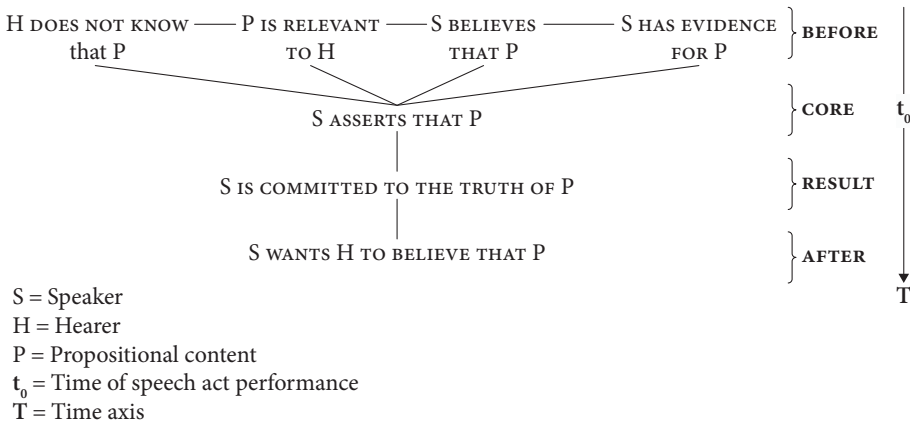 H DOES NOT KNOW P IS RELEVANT S BELIEVES S HAS EVIDENCE BEFORE
that P TO H THAT P FOR P
S ASSERTS THAT P CORE t₀
S IS COMMITTED TO THE TRUTH OF P RESULT
S WANTS H TO BELIEVE THAT P AFTER
T
S = Speaker
H = Hearer
P = Propositional content
t₀ = Time of speech act performance
T = Time axis